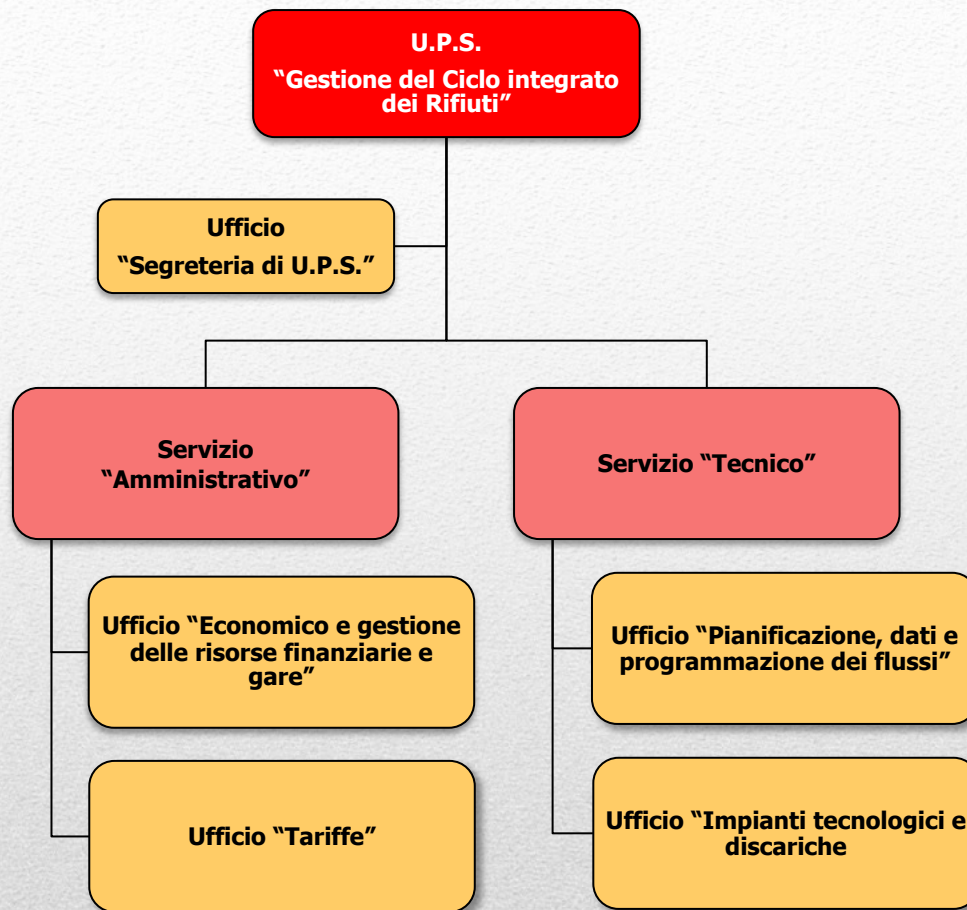 U.P.S.
“Gestione del Ciclo integrato
dei Rifiuti”
Ufficio
“Segreteria di U.P.S.”
Servizio
“Amministrativo”
Servizio “Tecnico”
Ufficio “Economico e gestione
delle risorse finanziarie e
gare”
Ufficio “Pianificazione, dati e
programmazione dei flussi”
Ufficio “Tariffe”
Ufficio “Impianti tecnologici e
discariche